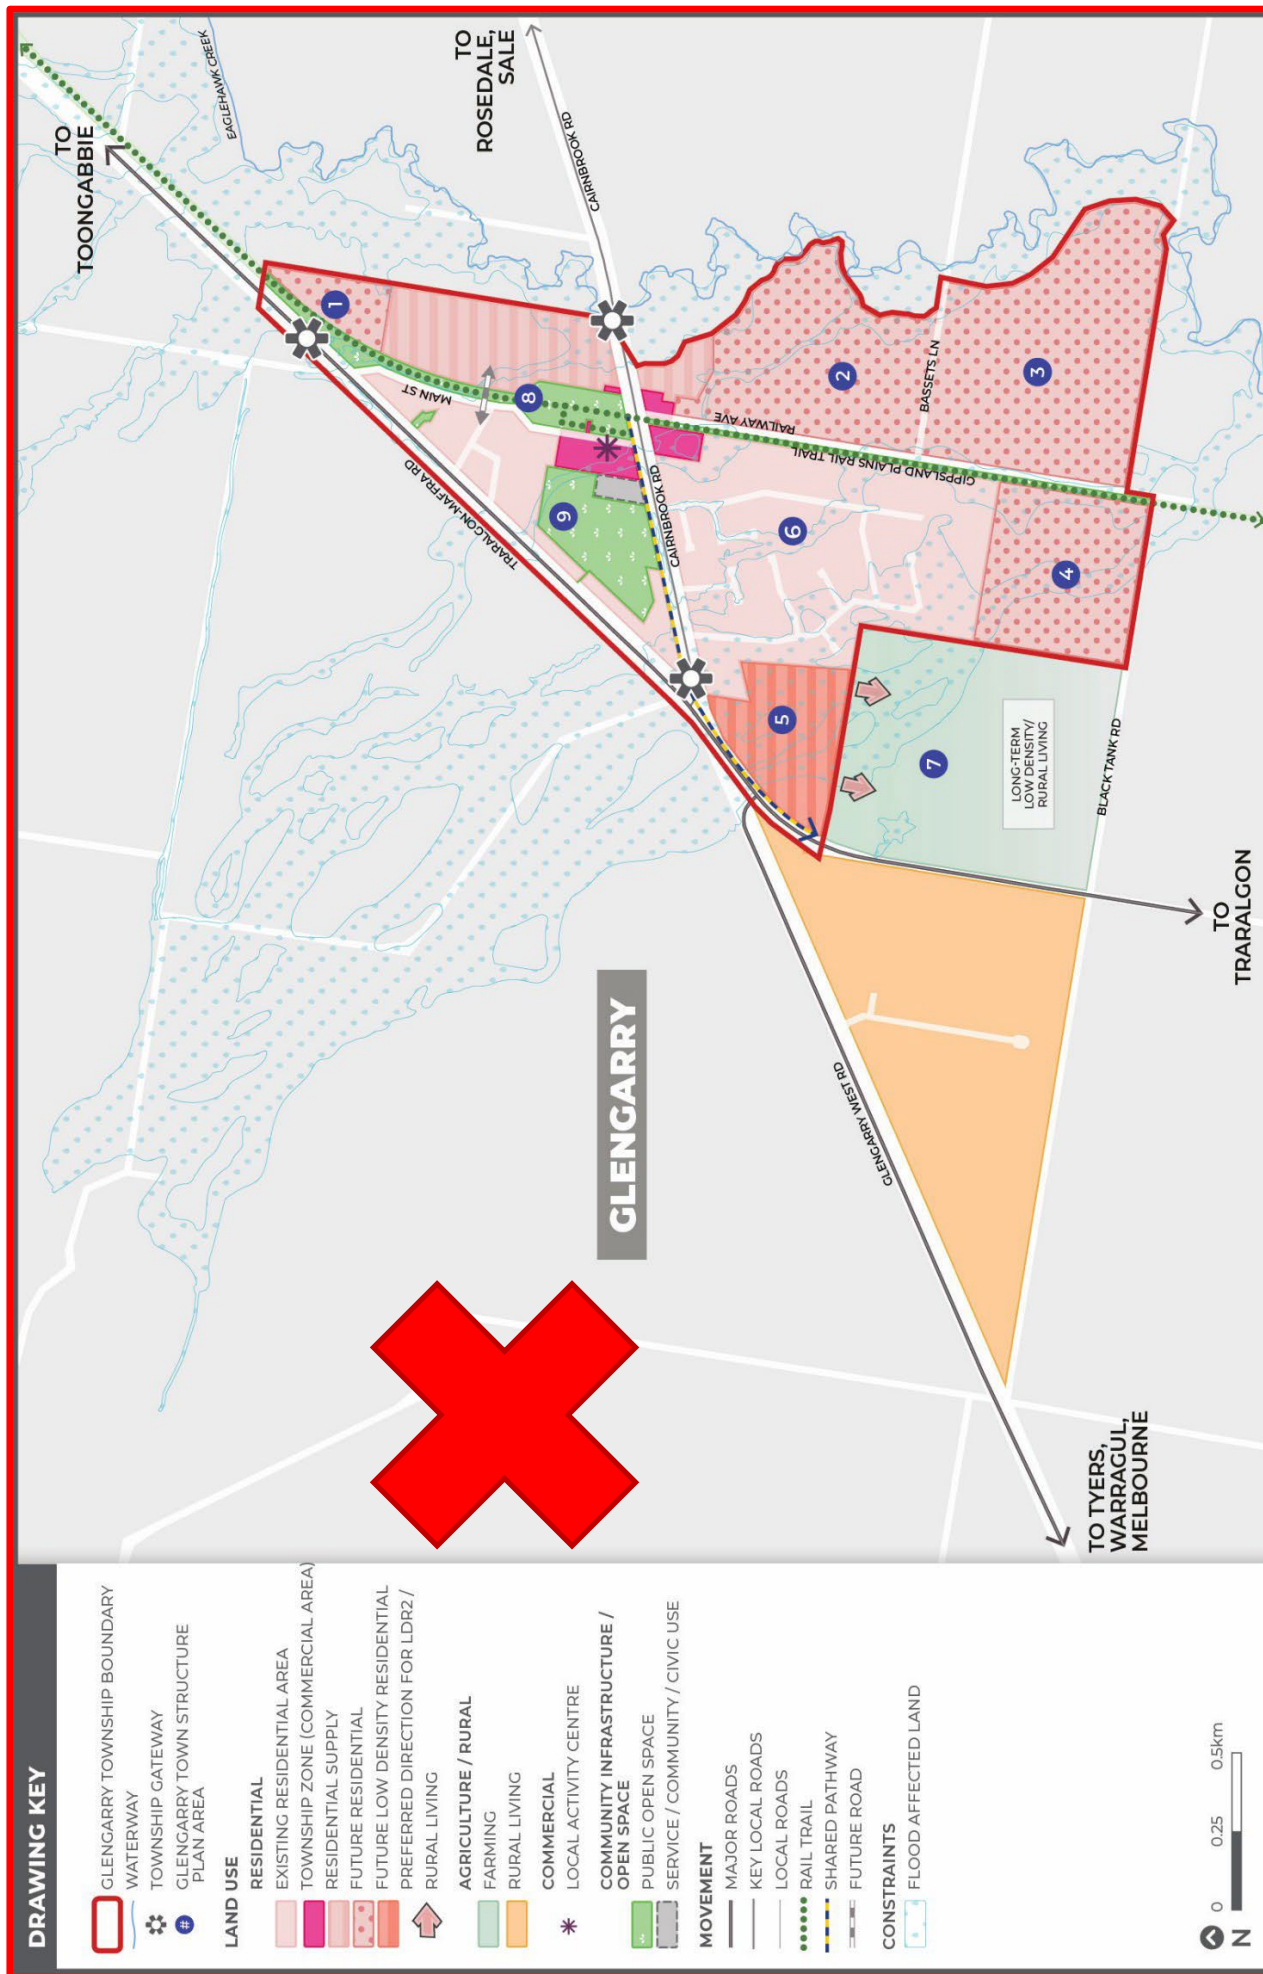 DRAWING KEY
GLENGARRY TOWNSHIP BOUNDARY
WATERWAY
TOWNSHIP GATEWAY
#
GLENGARRY TOWN STRUCTURE
PLAN AREA
LAND USE
RESIDENTIAL
EXISTING RESIDENTIAL AREA
TOWNSHIP ZONE (COMMERCIAL AREA)
RESIDENTIAL SUPPLY
FUTURE RESIDENTIAL
FUTURE LOW DENSITY RESIDENTIAL
PREFERRED DIRECTION FOR LDR2 /
RURAL LIVING
AGRICULTURE / RURAL
FARMING
RURAL LIVING
COMMERCIAL
LOCAL ACTIVITY CENTRE
COMMUNITY INFRASTRUCTURE /
OPEN SPACE
PUBLIC OPEN SPACE
SERVICE / COMMUNITY / CIVIC USE
MOVEMENT
MAJOR ROADS
KEY LOCAL ROADS
LOCAL ROADS
RAIL TRAIL
SHARED PATHWAY
FUTURE ROAD
CONSTRAINTS
FLOOD AFFECTED LAND
N
0 0.25 0.5km
TO
TOONGABBIE
EAGLEHAWK CREEK
TO
ROSEDALE,
SALE
CAIRNBROOK RD
1
MAIN ST
8
TRARALGON-MAFFRA RD
9
CAIRNBROOK RD
RAILWAY AVE
GIPPSLAND PLAINS RAIL TRAIL
2
BASSETS LN
3
6
4
5
7
LONG-TERM
LOW DENSITY/
RURAL LIVING
BLACK TANK RD
GLENGARRY
GLENGARRY WEST RD
TO
TRARALGON
TO TYERS,
WARRAGUL,
MELBOURNE